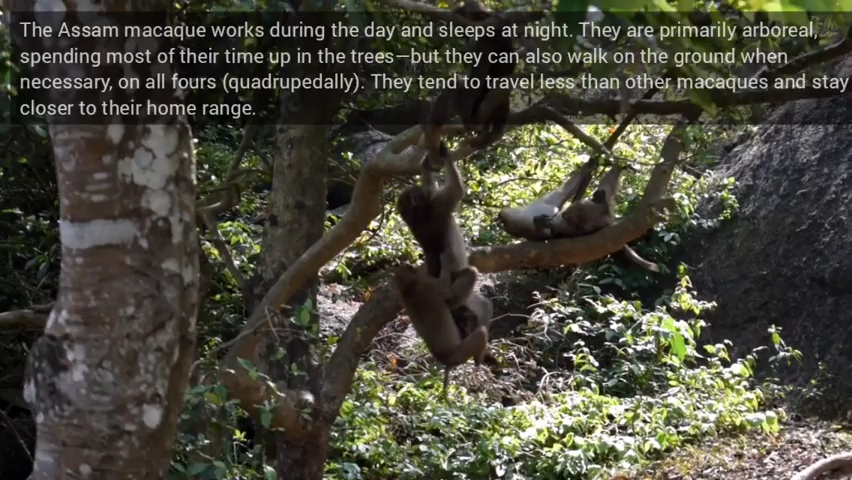 The Assam macaque works during the day and sleeps at night. They are primarily arboreal,
spending most of their time up in the trees—but they can also walk on the ground when
necessary, on all fours (quadrupedally). They tend to travel less than other macaques and stay
closer to their home range.